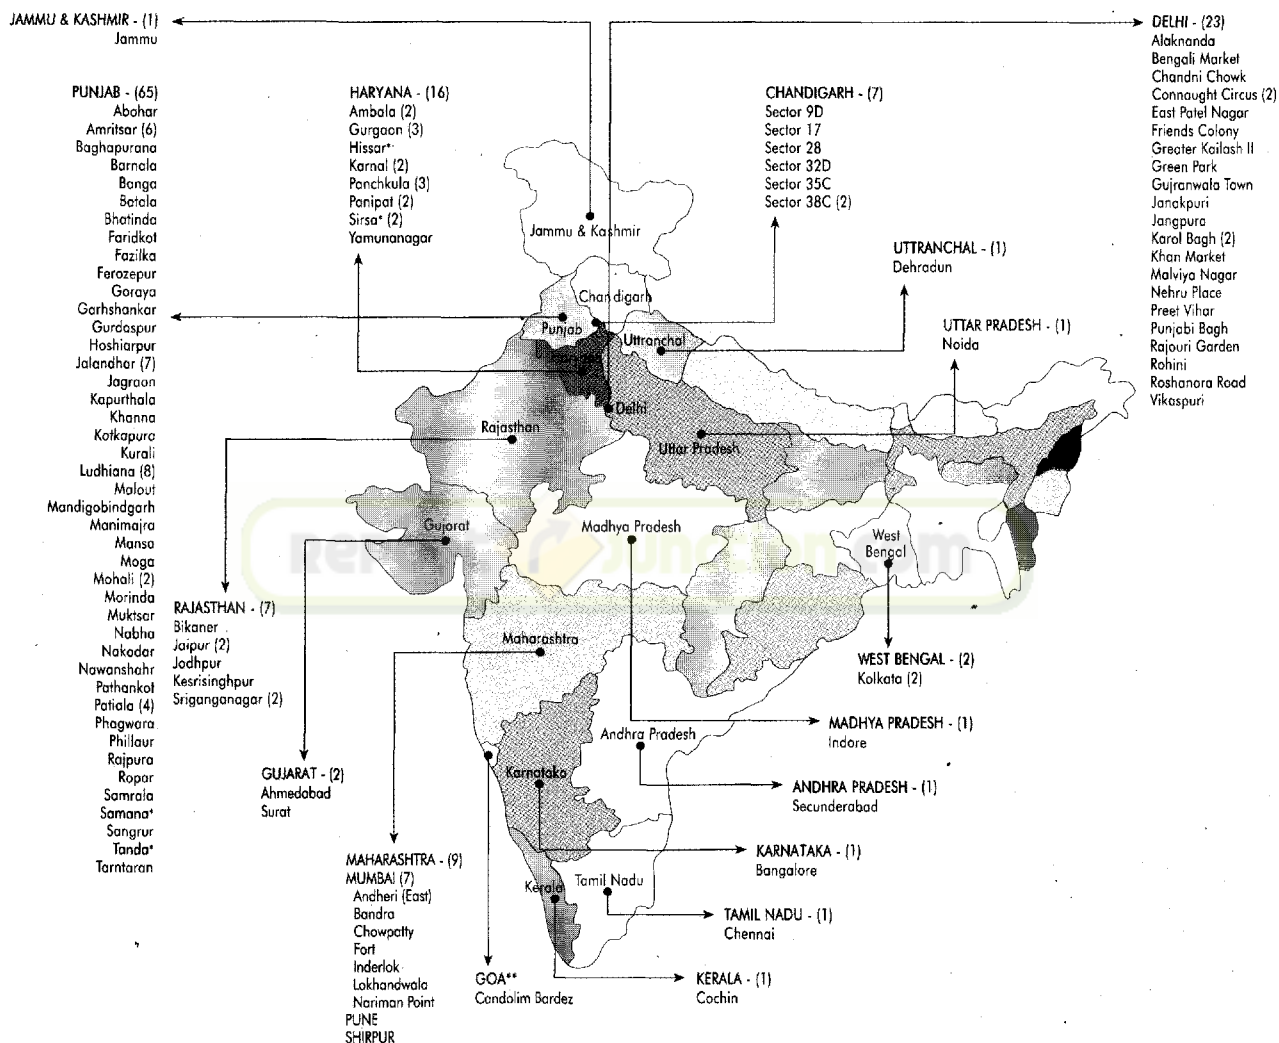 JAMMU & KASHMIR - (1)
Jammu
PUNJAB - (65)
Abohar
Amritsar (6)
Baghapurana
Barnala
Banga
Batala
Bhatinda
Faridkot
Fazilka
Ferozepur
Goraya
Garhshankar
Gurdaspur
Hoshiarpur
Jalandhar (7)
Jagraon
Kapurthala
Khanna
Kotkapura
Kurali
Ludhiana (8)
Malout
Mandigobindgarh
Manimajra
Mansa
Moga
Mohali (2)
Morinda
Muktsar
Nabha
Nakodar
Nawanshahr
Pathankot
Patiala (4)
Phagwara
Phillaur
Rajpura
Ropar
Samrala
Samana*
Sangrur
Tanda*
Tarntaran
HARYANA - (16)
Ambala (2)
Gurgaon (3)
Hissar*
Karnal (2)
Panchkula (3)
Panipat (2)
Sirsa* (2)
Yamunanagar
CHANDIGARH - (7)
Sector 9D
Sector 17
Sector 28
Sector 32D
Sector 35C
Sector 38C (2)
DELHI - (23)
Alaknanda
Bengali Market
Chandni Chowk
Connaught Circus (2)
East Patel Nagar
Friends Colony
Greater Kailash II
Green Park
Gujranwala Town
Janakpuri
Jangpura
Karol Bagh (2)
Khan Market
Malviya Nagar
Nehru Place
Preet Vihar
Punjabi Bagh
Rajouri Garden
Rohini
Roshanora Road
Vikaspuri
UTTRANCHAL - (1)
Dehradun
UTTAR PRADESH - (1)
Noida
Jammu & Kashmir
Chandigarh
Punjab
Uttranchal
Delhi
Rajasthan
Uttar Pradesh
Gujarat
Madhya Pradesh
West
Bengal
Maharashtra
Andhra Pradesh
Karnataka
Kerala
Tamil Nadu
Report Junction.com
RAJASTHAN - (7)
Bikaner
Jaipur (2)
Jodhpur
Kesrisinghpur
Sriganganagar (2)
GUJARAT - (2)
Ahmedabad
Surat
MAHARASHTRA - (9)
MUMBAI (7)
Andheri (East)
Bandra
Chowpatty
Fort
Inderlok
Lokhandwala
Nariman Point
PUNE
SHIRPUR
GOA**
Candolim Bardez
WEST BENGAL - (2)
Kolkata (2)
MADHYA PRADESH - (1)
Indore
ANDHRA PRADESH - (1)
Secunderabad
KARNATAKA - (1)
Bangalore
TAMIL NADU - (1)
Chennai
KERALA - (1)
Cochin